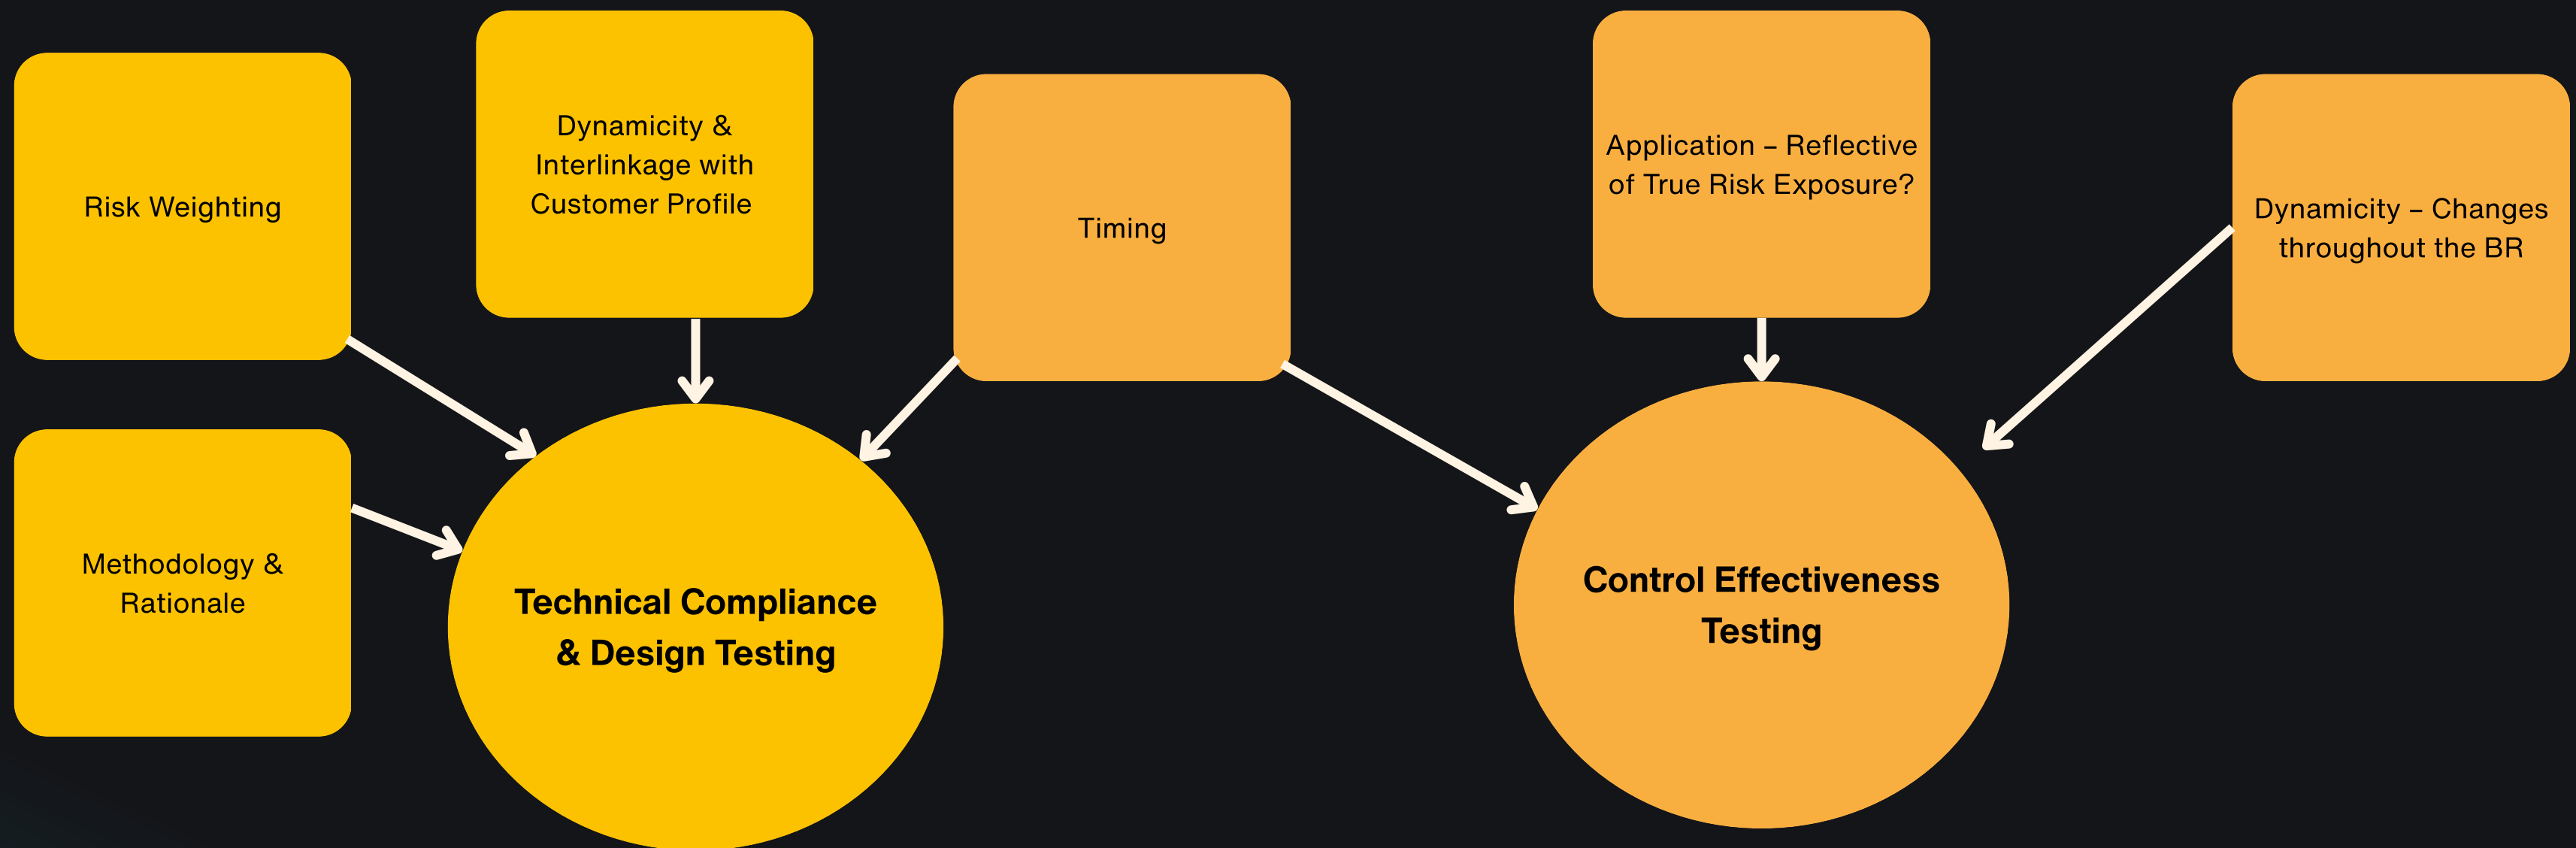 Risk Weighting
Dynamicity &
Interlinkage with
Customer Profile
Timing
Application – Reflective
of True Risk Exposure?
Dynamicity – Changes
throughout the BR
Methodology &
Rationale
Technical Compliance
& Design Testing
Control Effectiveness
Testing